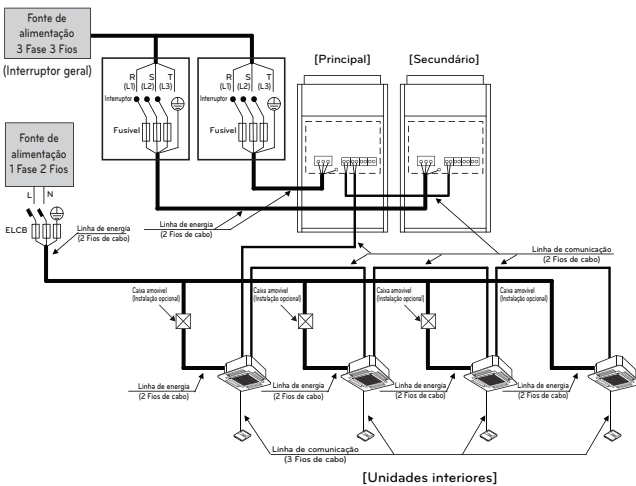 Fonte de
alimentação
3 Fase 3 Fios
(Interruptor geral)
[Principal]
[Secundário]
R S T
(L1) (L2) (L3)
Interruptor
Fusível
R S T
(L1) (L2) (L3)
Interruptor
Fusível
Fonte de
alimentação
1 Fase 2 Fios
L N
ELCB
Linha de energia
(2 Fios de cabo)
Linha de energia
(2 Fios de cabo)
Linha de comunicação
(2 Fios de cabo)
Caixa amovível
(Instalação opcional)
Caixa amovível
(Instalação opcional)
Caixa amovível
(Instalação opcional)
Caixa amovível
(Instalação opcional)
Linha de energia
(2 Fios de cabo)
Linha de energia
(2 Fios de cabo)
Linha de energia
(2 Fios de cabo)
Linha de energia
(2 Fios de cabo)
Linha de comunicação
(3 Fios de cabo)
[Unidades interiores]